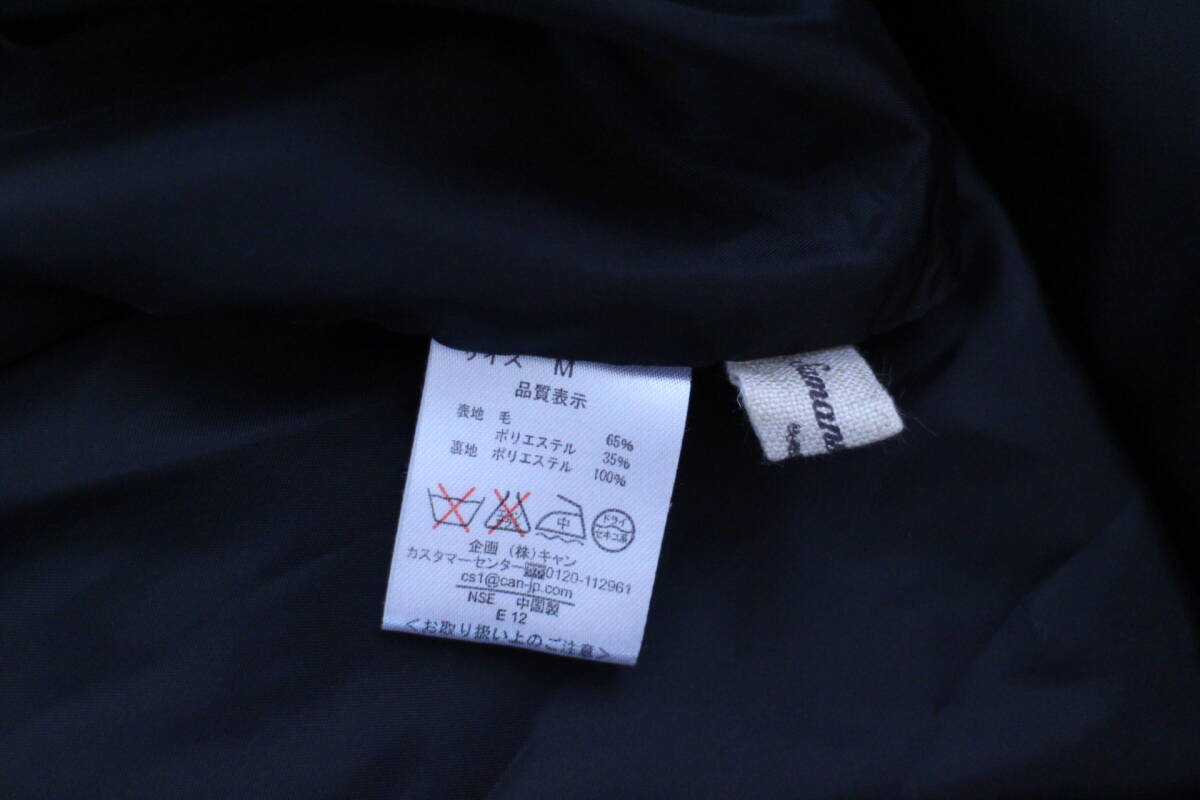 サイズ M
品質表示
表地 毛 65%
ポリエステル 35%
裏地 ポリエステル 100%
中
ドライ
セキユ系
企画 (株)キャン
カスタマーセンター 0120-112961
cs1@can-jp.com
NSE 中国製
E 12
<お取り扱い上のご注意>